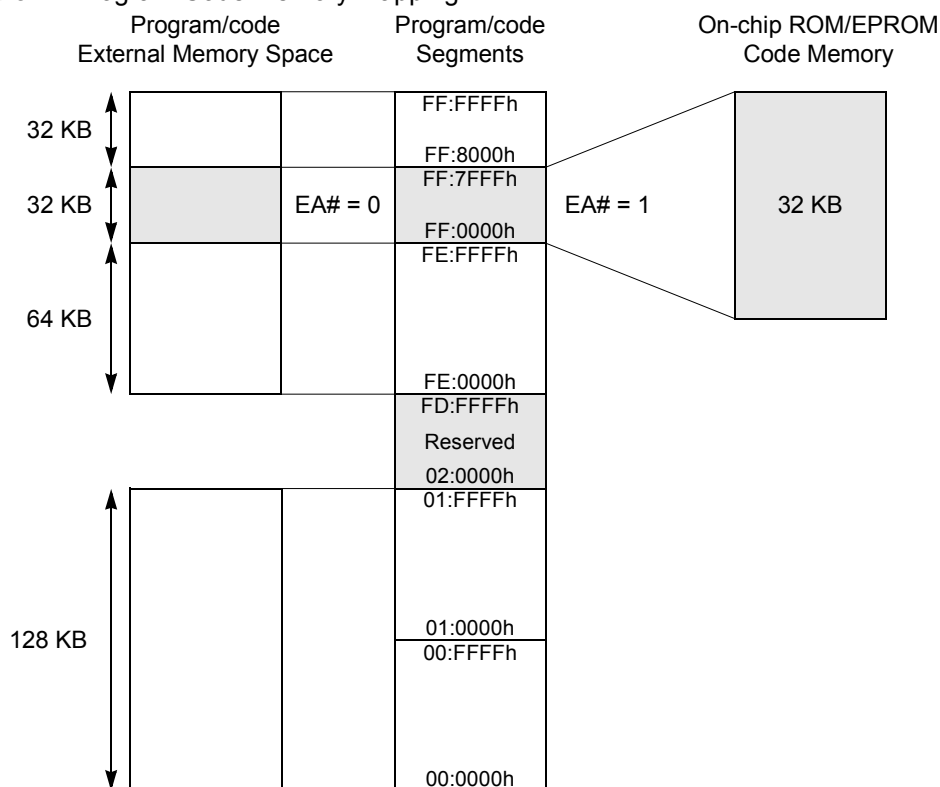 Program/code
External Memory Space
Program/code
Segments
On-chip ROM/EPROM
Code Memory
32 KB
32 KB
64 KB
128 KB
EA# = 0
FF:FFFFh
FF:8000h
FF:7FFFh
FF:0000h
FE:FFFFh
FE:0000h
FD:FFFFh
Reserved
02:0000h
01:FFFFh
01:0000h
00:FFFFh
00:0000h
EA# = 1
32 KB